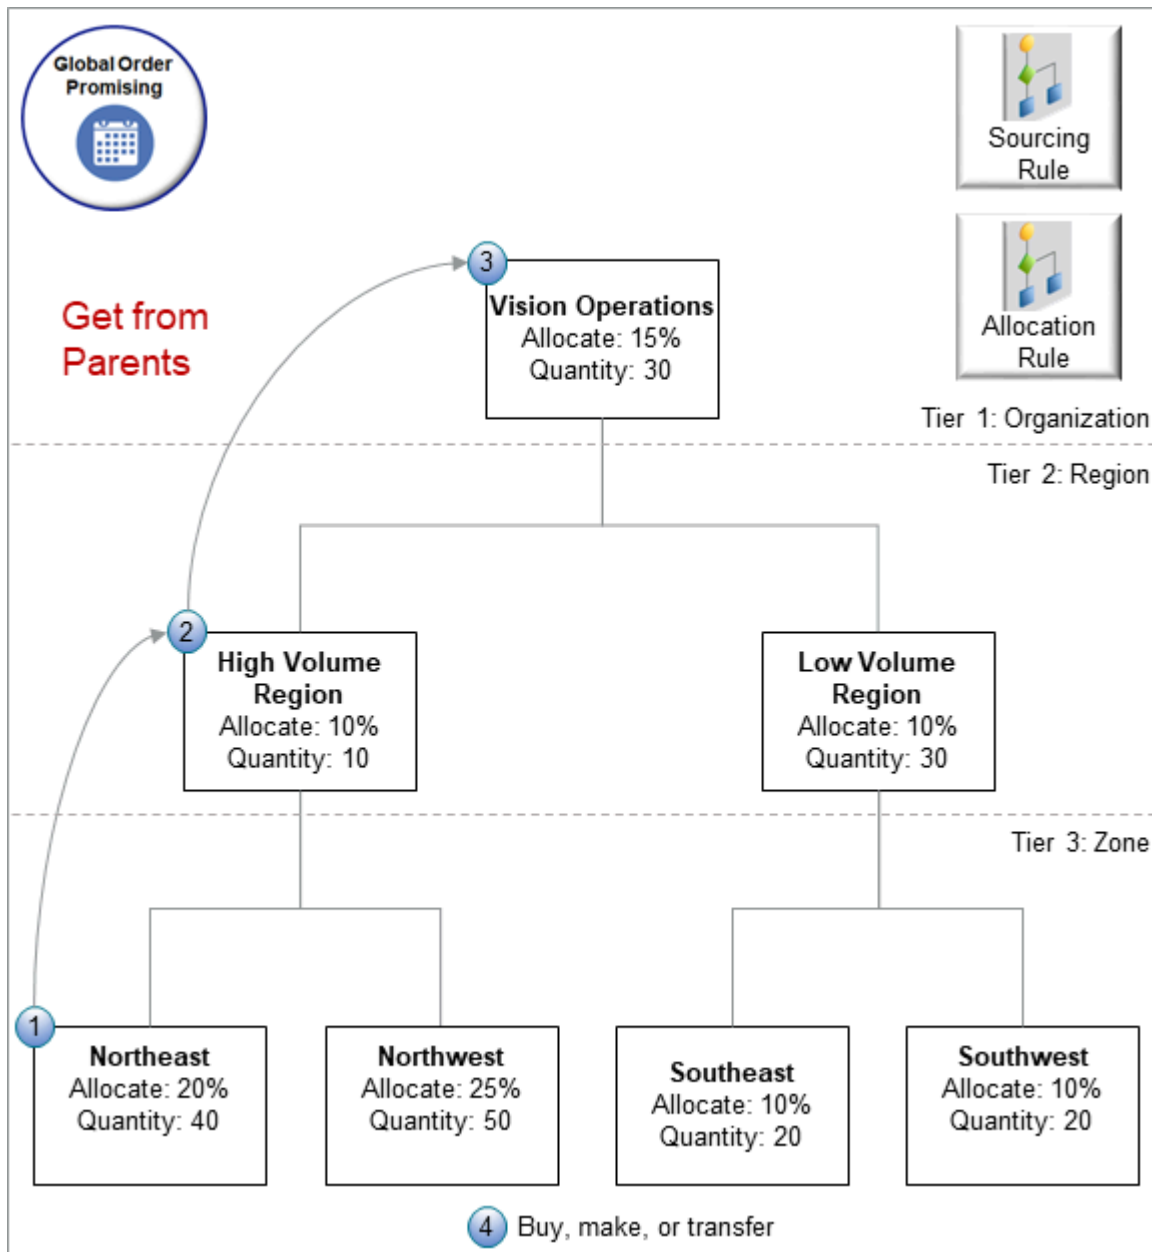 Global Order
Promising
Sourcing
Rule
Allocation
Rule
Get from
Parents
3
Vision Operations
Allocate: 15%
Quantity: 30
Tier 1: Organization
Tier 2: Region
2
High Volume
Region
Allocate: 10%
Quantity: 10
Low Volume
Region
Allocate: 10%
Quantity: 30
Tier 3: Zone
1
Northeast
Allocate: 20%
Quantity: 40
Northwest
Allocate: 25%
Quantity: 50
Southeast
Allocate: 10%
Quantity: 20
Southwest
Allocate: 10%
Quantity: 20
4 Buy, make, or transfer